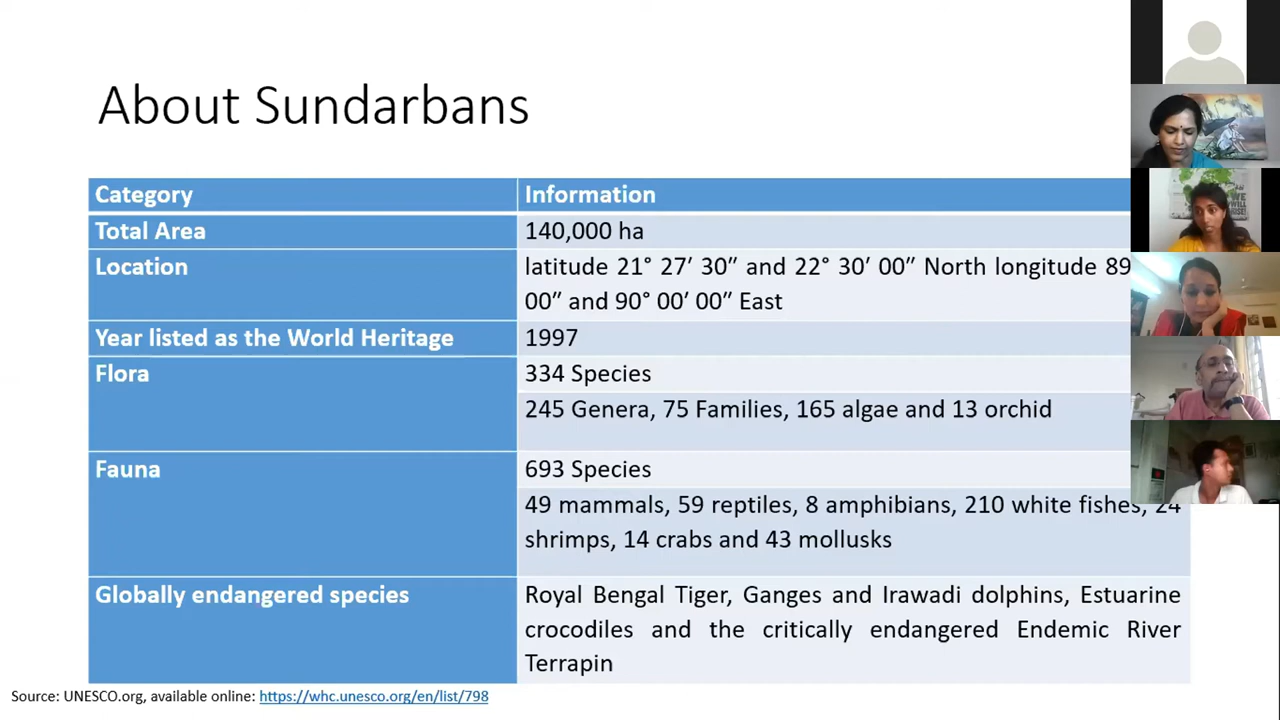 About Sundarbans
Category
Information
Total Area
140,000 ha
Location
latitude 21° 27′ 30″ and 22° 30′ 00″ North longitude 89
00″ and 90° 00′ 00″ East
Year listed as the World Heritage
1997
Flora
334 Species
245 Genera, 75 Families, 165 algae and 13 orchid
Fauna
693 Species
49 mammals, 59 reptiles, 8 amphibians, 210 white fishes, 24
shrimps, 14 crabs and 43 mollusks
Globally endangered species
Royal Bengal Tiger, Ganges and Irawadi dolphins, Estuarine
crocodiles and the critically endangered Endemic River
Terrapin
Source: UNESCO.org, available online: https://whc.unesco.org/en/list/798